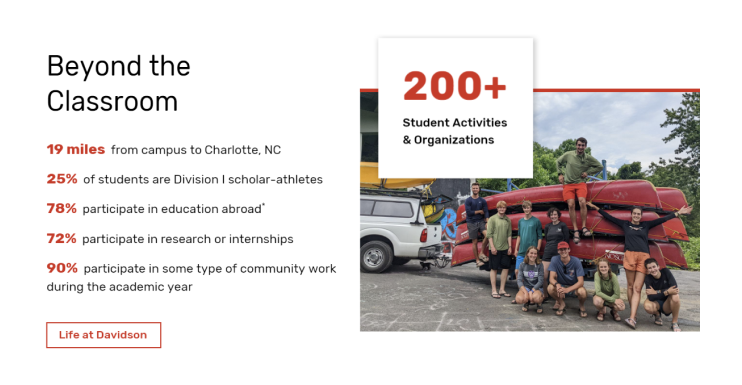 Beyond the
Classroom
19 miles from campus to Charlotte, NC
25% of students are Division I scholar-athletes
78% participate in education abroad*
72% participate in research or internships
90% participate in some type of community work
during the academic year
Life at Davidson
200+
Student Activities
& Organizations